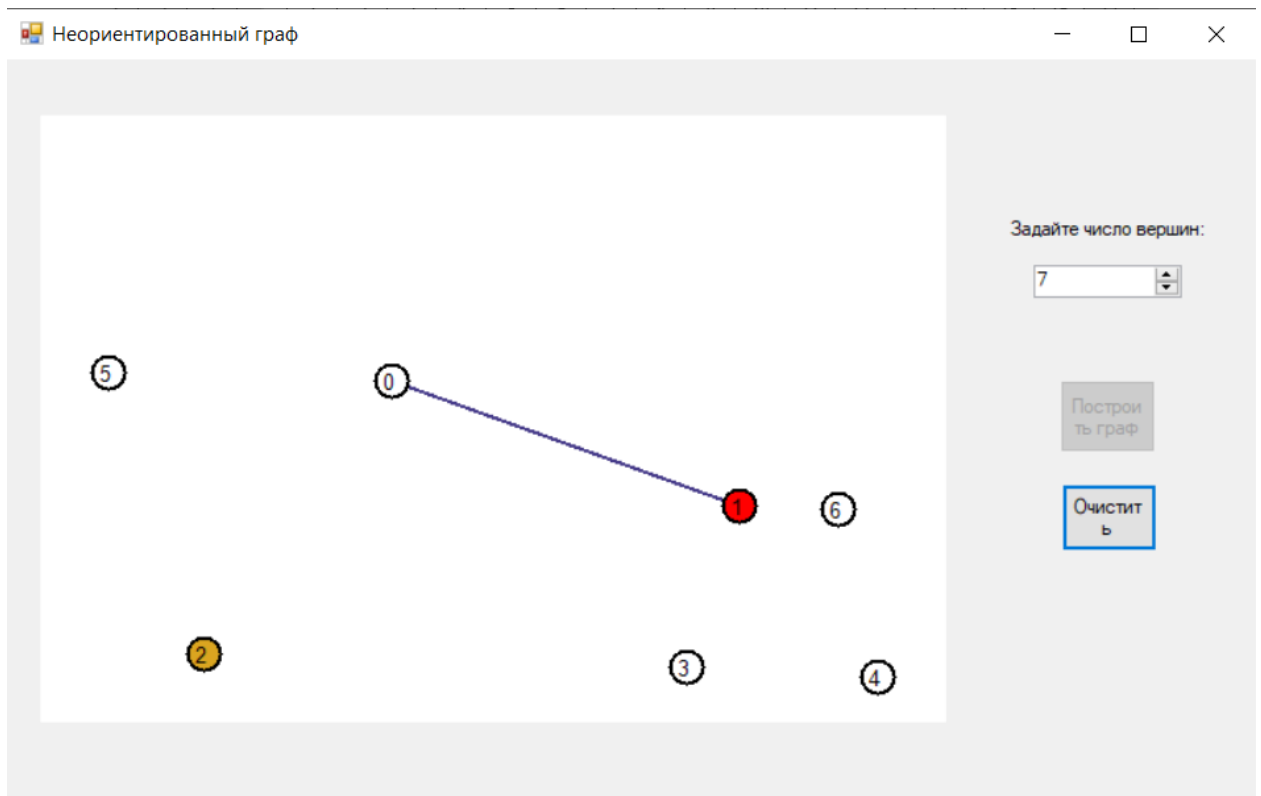 Неориентированный граф
Задайте число вершин:
7
5
0
Построи
ть граф
1
6
Очистит
ь
2
3
4